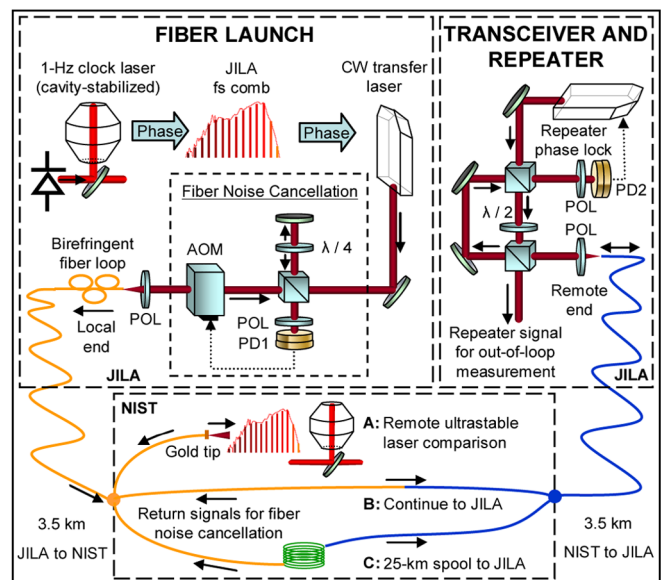 FIBER LAUNCH
1-Hz clock laser
(cavity-stabilized)
Phase
JILA
fs comb
Phase
CW transfer
laser
Fiber Noise Cancellation
λ / 4
AOM
POL
PD1
Birefringent
fiber loop
POL
Local
end
JILA
TRANSCEIVER AND
REPEATER
Repeater
phase lock
PD2
POL
λ / 2
POL
Remote
end
Repeater signal
for out-of-loop
measurement
JILA
NIST
Gold tip
A: Remote ultrastable
laser comparison
B: Continue to JILA
Return signals for fiber
noise cancellation
C: 25-km spool to JILA
3.5 km
JILA to NIST
3.5 km
NIST to JILA